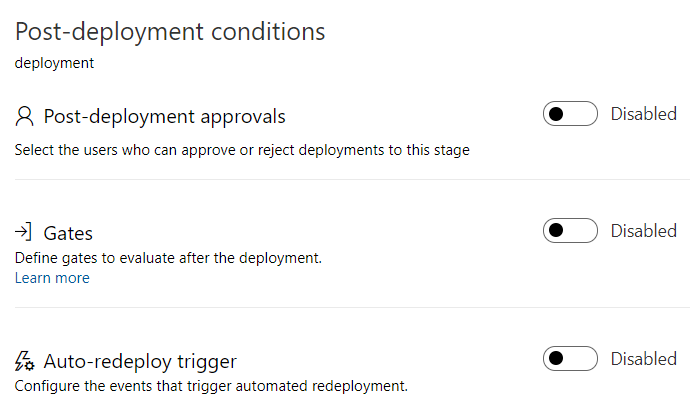 Post-deployment conditions
deployment
Post-deployment approvals
Disabled
Select the users who can approve or reject deployments to this stage
Gates
Disabled
Define gates to evaluate after the deployment.
Learn more
Auto-redeploy trigger
Disabled
Configure the events that trigger automated redeployment.